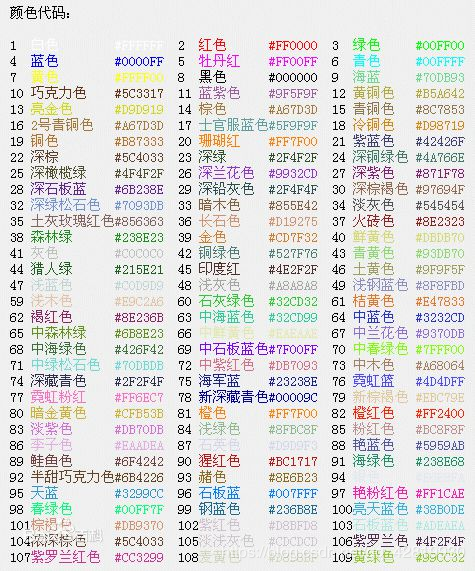 颜色代码：
1 白色 #FFFFFF 2 红色 #FF0000 3 绿色 #00FF00
4 蓝色 #0000FF 5 牡丹红 #FF00FF 6 青色 #00FFFF
7 黄色 #FFFF00 8 黑色 #000000 9 海蓝 #70DB93
10 巧克力色 #5C3317 11 蓝紫色 #9F5F9F 12 黄铜色 #B5A642
13 亮金色 #D9D919 14 棕色 #A67D3D 15 青铜色 #8C7853
16 2号青铜色 #A67D3D 17 士官服蓝色 #5F9F9F 18 冷铜色 #D98719
19 铜色 #B87333 20 珊瑚红 #FF7F00 21 紫蓝色 #42426F
22 深棕 #5C4033 23 深绿 #2F4F2F 24 深铜绿色 #4A766E
25 深橄榄绿 #4F4F2F 26 深兰花色 #9932CD 27 深紫色 #871F78
28 深石板蓝 #6B238E 29 深铅灰色 #2F4F4F 30 深棕褐色 #97694F
32 深绿松石色 #7093DB 33 暗木色 #855E42 34 淡灰色 #545454
35 土灰玫瑰红色 #856363 36 长石色 #D19275 37 火砖色 #8E2323
38 森林绿 #238E23 39 金色 #CD7F32 40 鲜黄色 #DBDB70
41 灰色 #C0C0C0 42 铜绿色 #527F76 43 青黄色 #93DB70
44 猎人绿 #215E21 45 印度红 #4E2F2F 46 土黄色 #9F9F5F
47 浅蓝色 #C0D9D9 48 浅灰色 #A8A8A8 49 浅钢蓝色 #8F8FBD
59 浅木色 #E9C2A6 60 石灰绿色 #32CD32 61 桔黄色 #E47833
62 褐红色 #8E236B 63 中海蓝色 #32CD99 64 中蓝色 #3232CD
65 中森林绿 #6B8E23 66 中鲜黄色 #EAEAAE 67 中兰花色 #9370DB
68 中海绿色 #426F42 69 中石板蓝色 #7F00FF 70 中春绿色 #7FFF00
71 中绿松石色 #70DBDB 72 中紫红色 #DB7093 73 中木色 #A68064
74 深藏青色 #2F2F4F 75 海军蓝 #23238E 76 霓虹蓝 #4D4DFF
77 霓虹粉红 #FF6EC7 78 新深藏青色 #00009C 79 新棕褐色 #EBC79E
80 暗金黄色 #CFB53B 81 橙色 #FF7F00 82 橙红色 #FF2400
83 淡紫色 #DB70DB 84 浅绿色 #8FBC8F 85 粉红色 #BC8F8F
86 李子色 #EAADEA 87 石英色 #D9D9F3 88 艳蓝色 #5959AB
89 鲑鱼色 #6F4242 90 猩红色 #BC1717 91 海绿色 #238E68
92 半甜巧克力色 #6B4226 93 赭色 #8E6B23 94
95 天蓝 #3299CC 96 石板蓝 #007FFF 97 艳粉红色 #FF1CAE
98 春绿色 #00FF7F 99 钢蓝色 #236B8E 100 亮天蓝色 #38B0DE
101 棕褐色 #DB9370 102 紫红色 #D8BFD8 103 石板蓝色 #ADEAEA
104 浓深棕色 #5C4033 105 淡浅灰色 #CDCDCD 106 紫罗兰色 #4F2F4F
107 紫罗兰红色 #CC3299 108 麦黄色 109 黄绿色 #99CC32